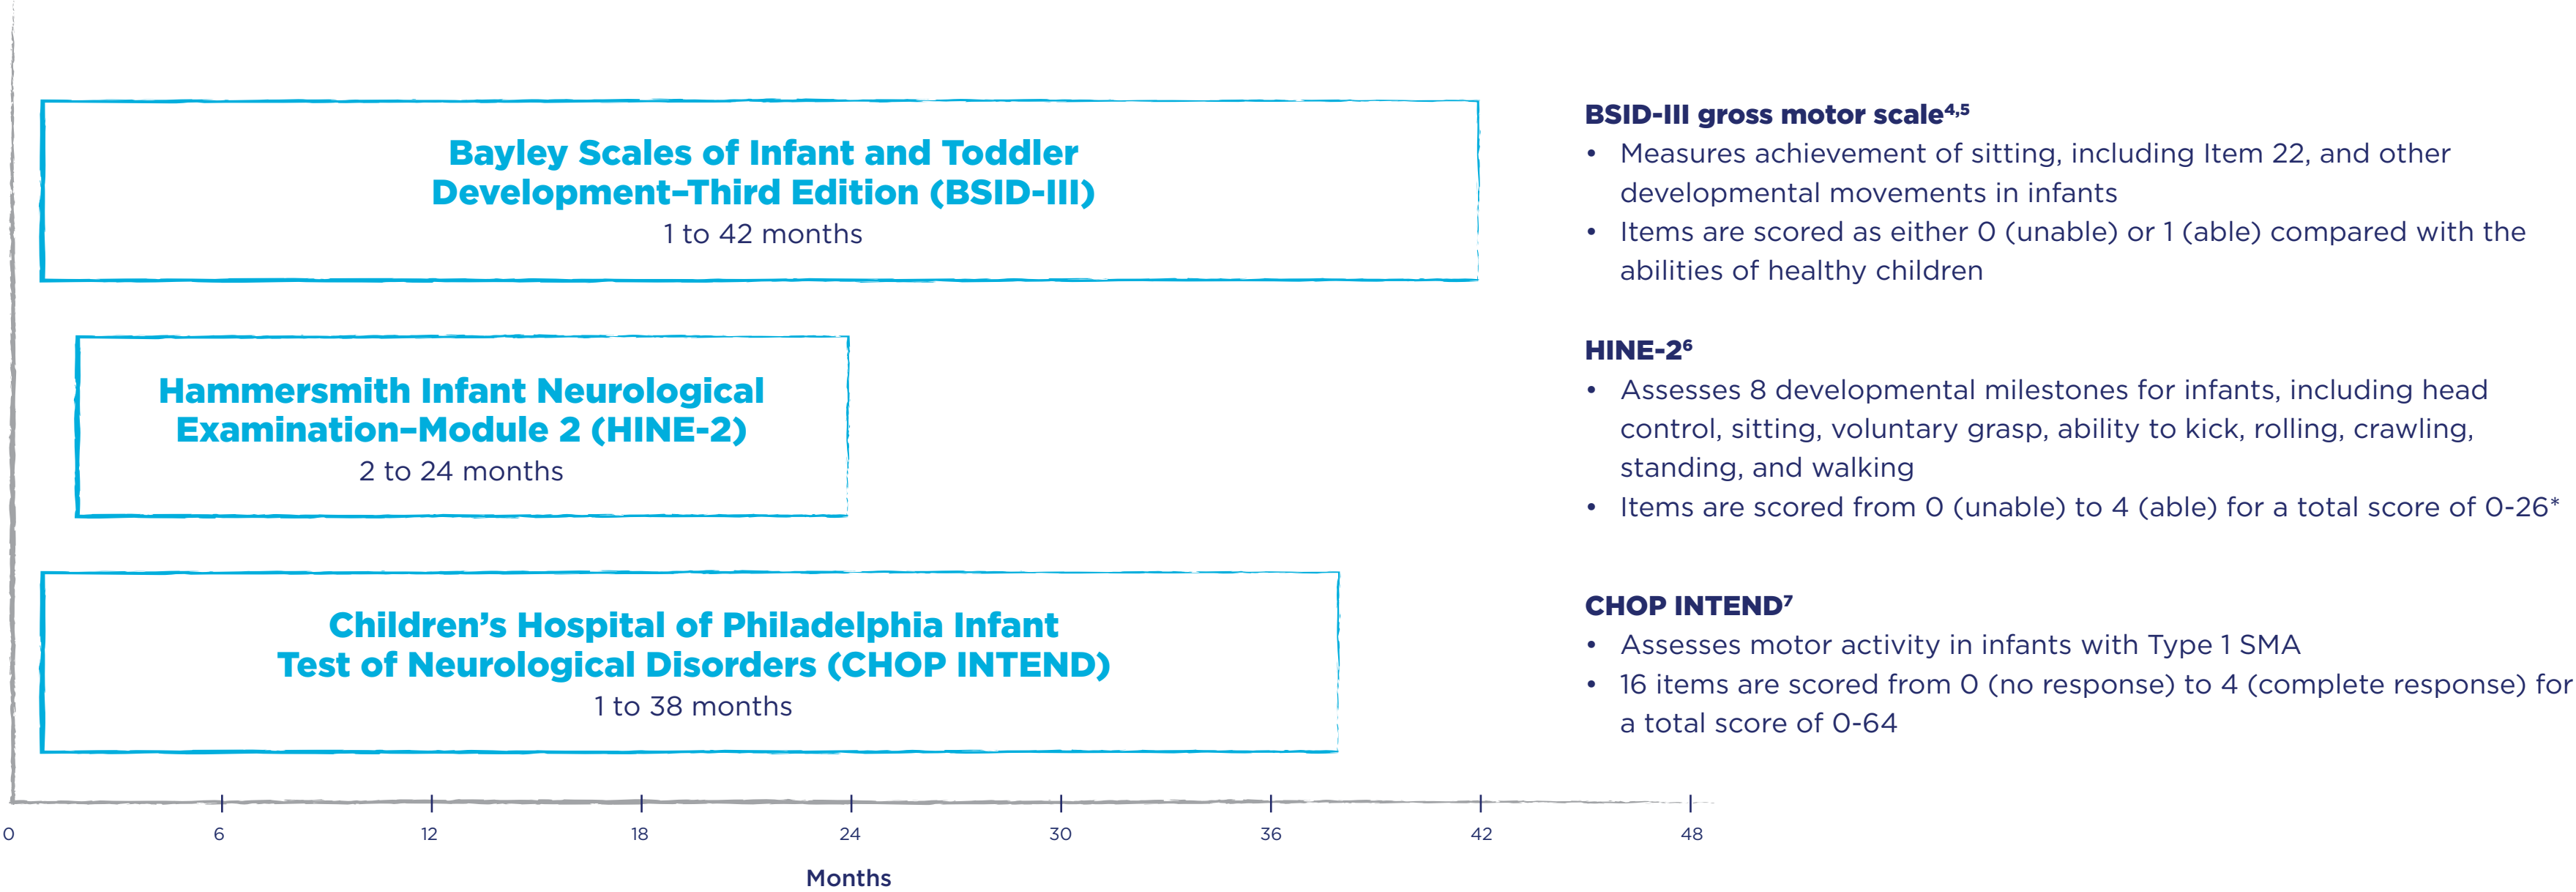 Bayley Scales of Infant and Toddler
Development–Third Edition (BSID-III)
1 to 42 months
BSID-III gross motor scale⁴,⁵
• Measures achievement of sitting, including Item 22, and other
developmental movements in infants
• Items are scored as either 0 (unable) or 1 (able) compared with the
abilities of healthy children
Hammersmith Infant Neurological
Examination–Module 2 (HINE-2)
2 to 24 months
HINE-2⁶
• Assesses 8 developmental milestones for infants, including head
control, sitting, voluntary grasp, ability to kick, rolling, crawling,
standing, and walking
• Items are scored from 0 (unable) to 4 (able) for a total score of 0-26*
Children’s Hospital of Philadelphia Infant
Test of Neurological Disorders (CHOP INTEND)
1 to 38 months
CHOP INTEND⁷
• Assesses motor activity in infants with Type 1 SMA
• 16 items are scored from 0 (no response) to 4 (complete response) for
a total score of 0-64
0 6 12 18 24 30 36 42 48
Months